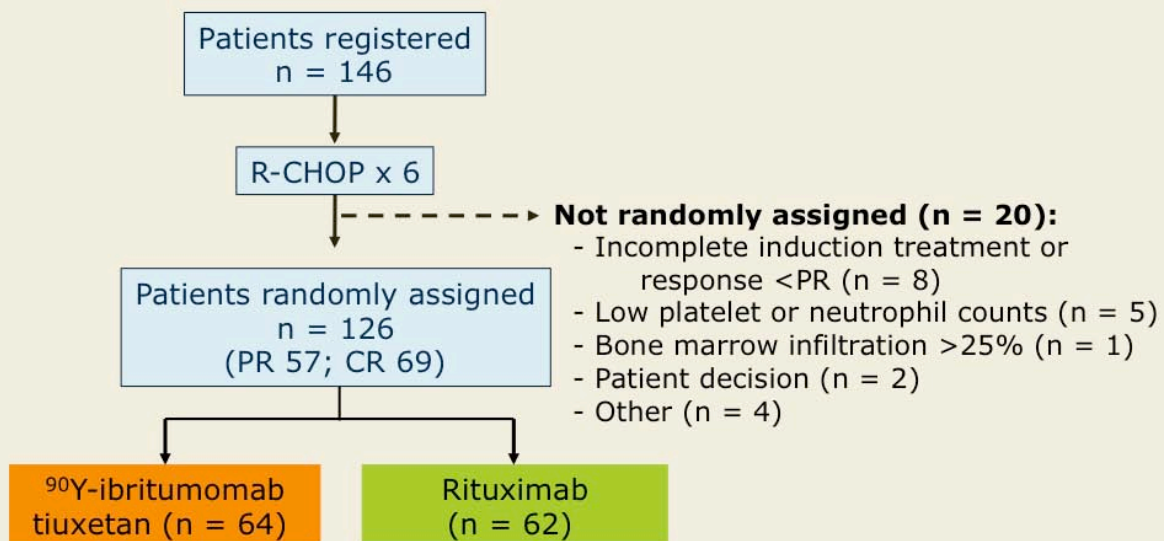 Patients registered
n = 146
R-CHOP x 6
Not randomly assigned (n = 20):
- Incomplete induction treatment or
response <PR (n = 8)
- Low platelet or neutrophil counts (n = 5)
- Bone marrow infiltration >25% (n = 1)
- Patient decision (n = 2)
- Other (n = 4)
Patients randomly assigned
n = 126
(PR 57; CR 69)
⁹⁰Y-ibritumomab
tiuxetan (n = 64)
Rituximab
(n = 62)